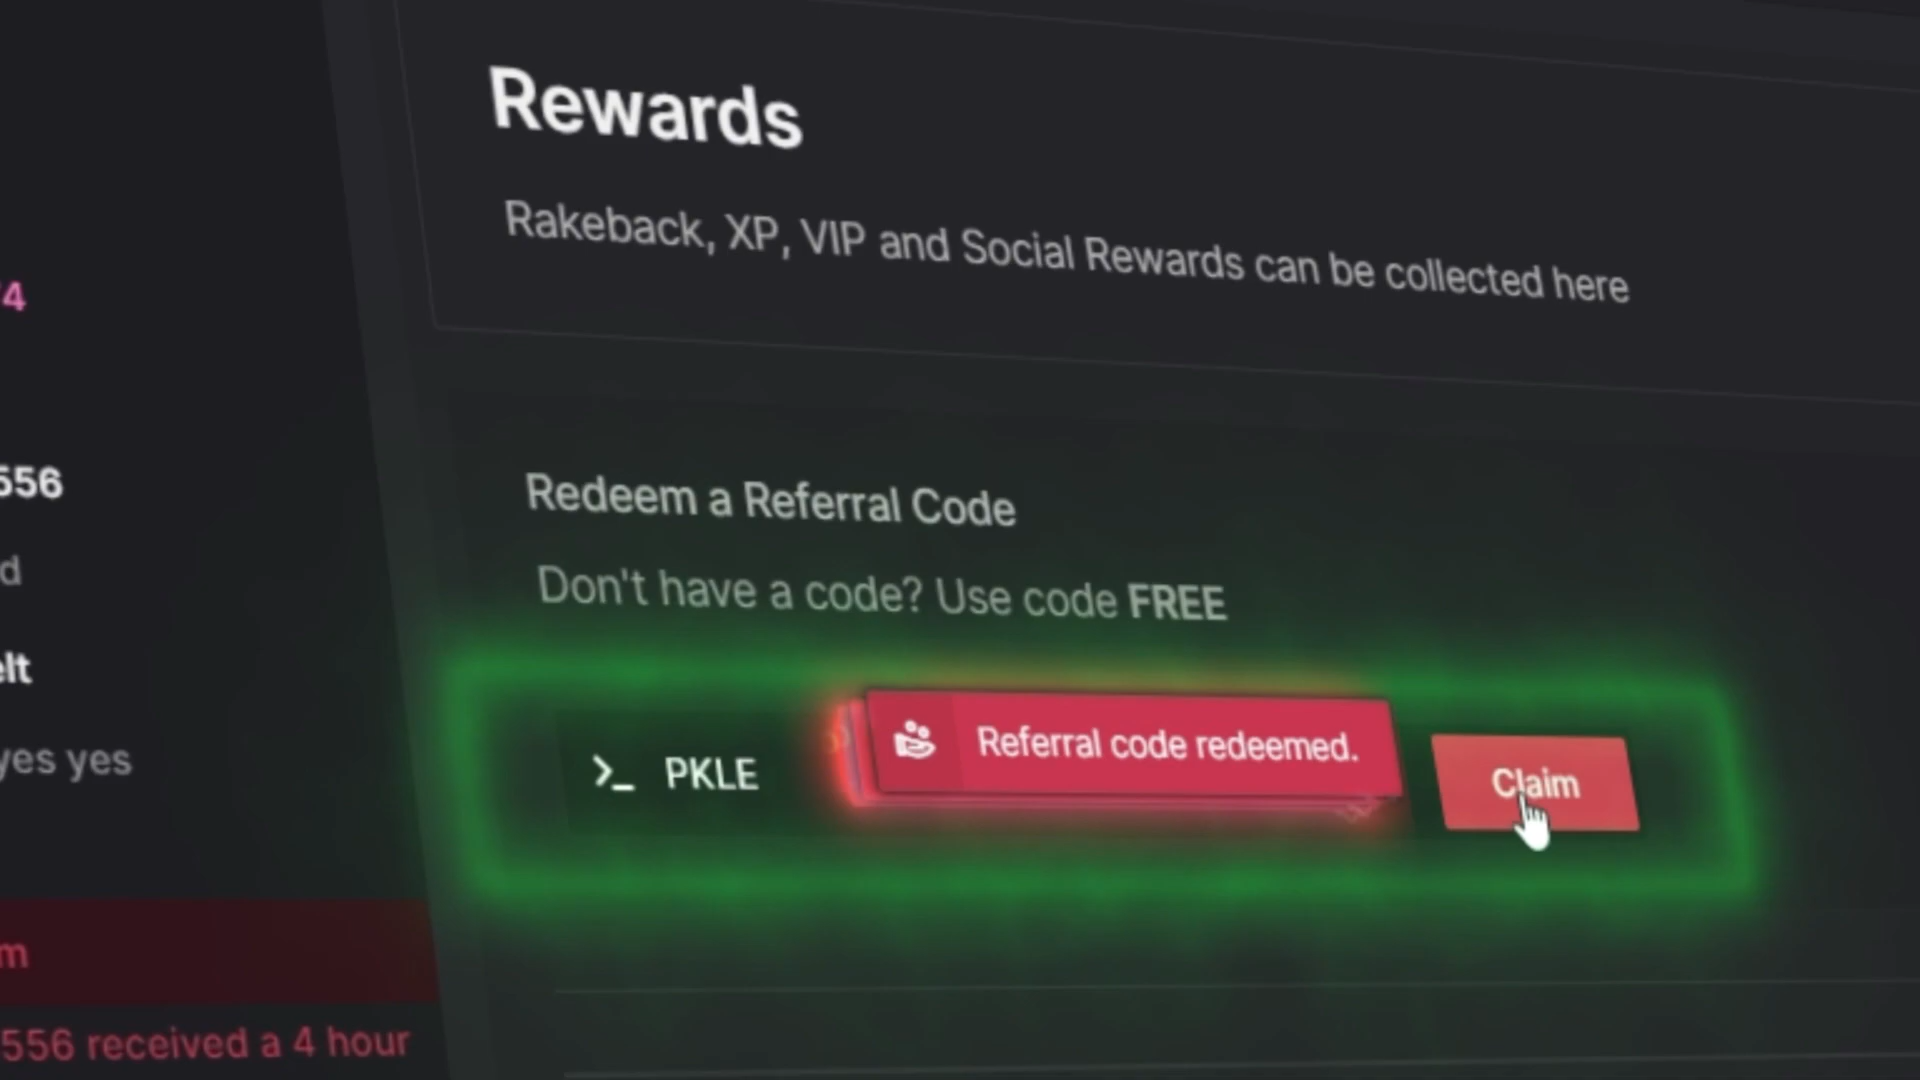 Rewards
Rakeback, XP, VIP and Social Rewards can be collected here
4
556
Redeem a Referral Code
d
Don't have a code? Use code FREE
elt
yes yes
>_ PKLE
Referral code redeemed.
Claim
m
556 received a 4 hour